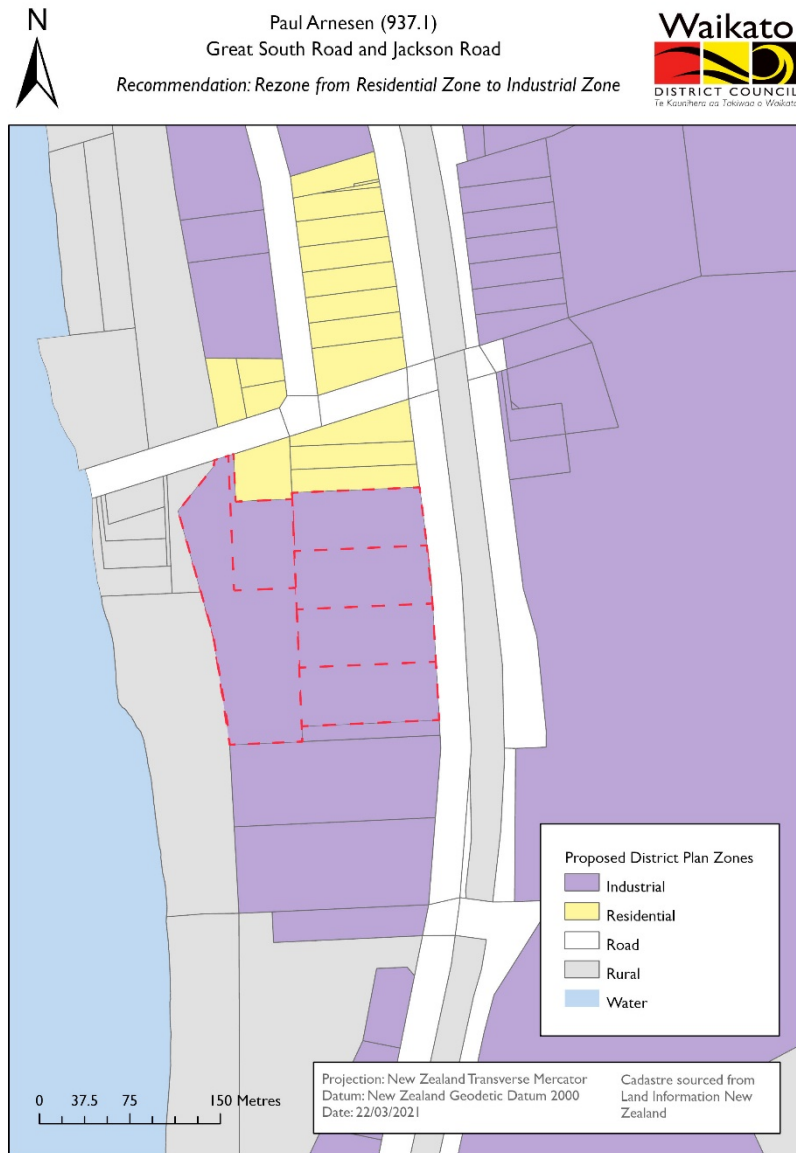 N
Paul Arnesen (937.1)
Great South Road and Jackson Road
Recommendation: Rezone from Residential Zone to Industrial Zone
Waikato
DISTRICT COUNCIL
Te Kaunihera aa Takiwaa o Waikato
Proposed District Plan Zones
Industrial
Residential
Road
Rural
Water
0 37.5 75 150 Metres
Projection: New Zealand Transverse Mercator
Datum: New Zealand Geodetic Datum 2000
Date: 22/03/2021
Cadastre sourced from
Land Information New
Zealand